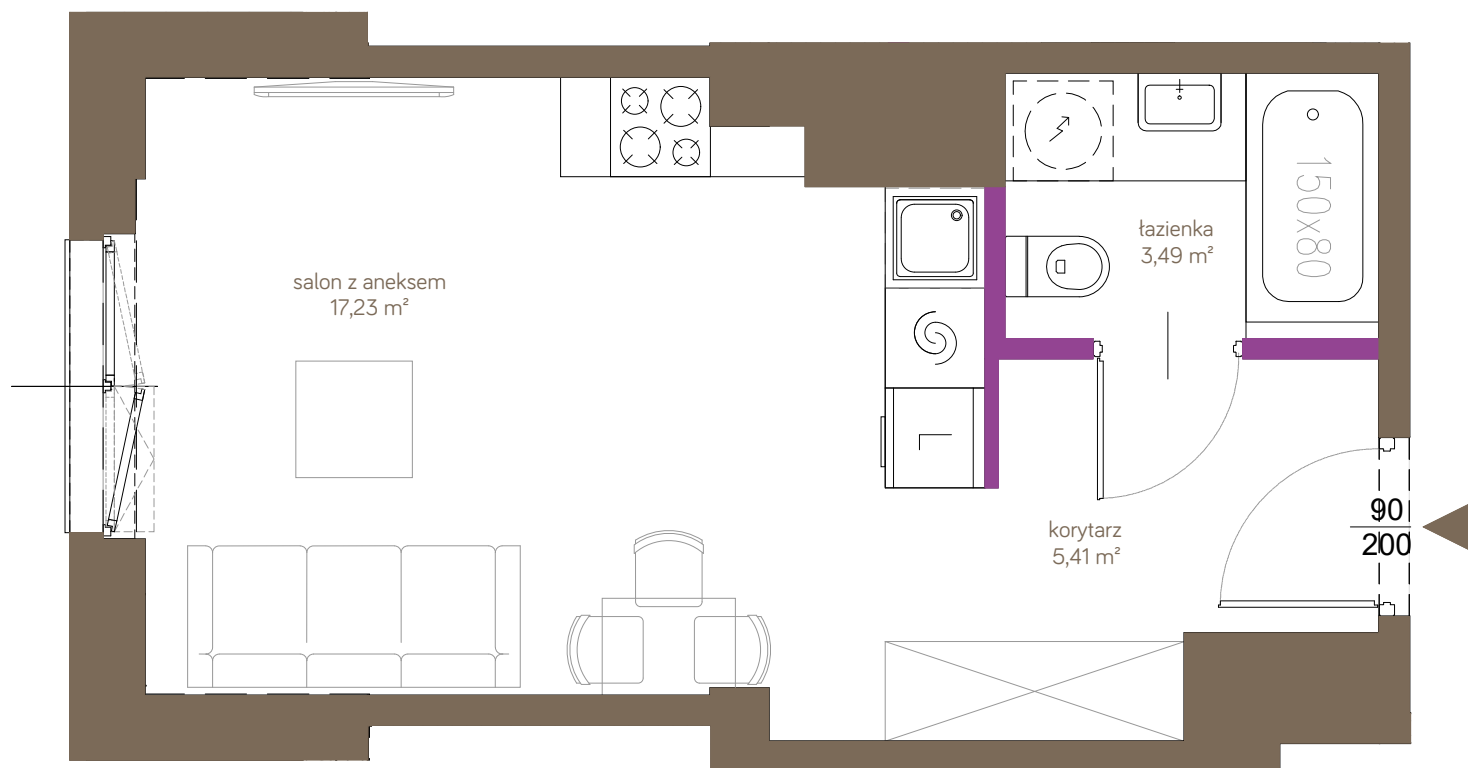 salon z aneksem
17,23 m²
łazienka
3,49 m²
150x80
korytarz
5,41 m²
90
200
L